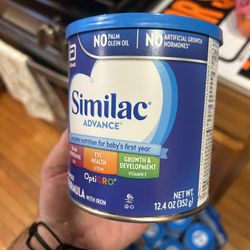 NO PALM
OLEIN OIL
NO ARTIFICIAL GROWTH
HORMONES*
Similac
ADVANCE
nutrition for baby's first year
EYE
HEALTH
LUTEIN
GROWTH &
DEVELOPMENT
VITAMIN E
OptiGRO
FORMULA WITH IRON
NET WT.
12.4 OZ (352 g)